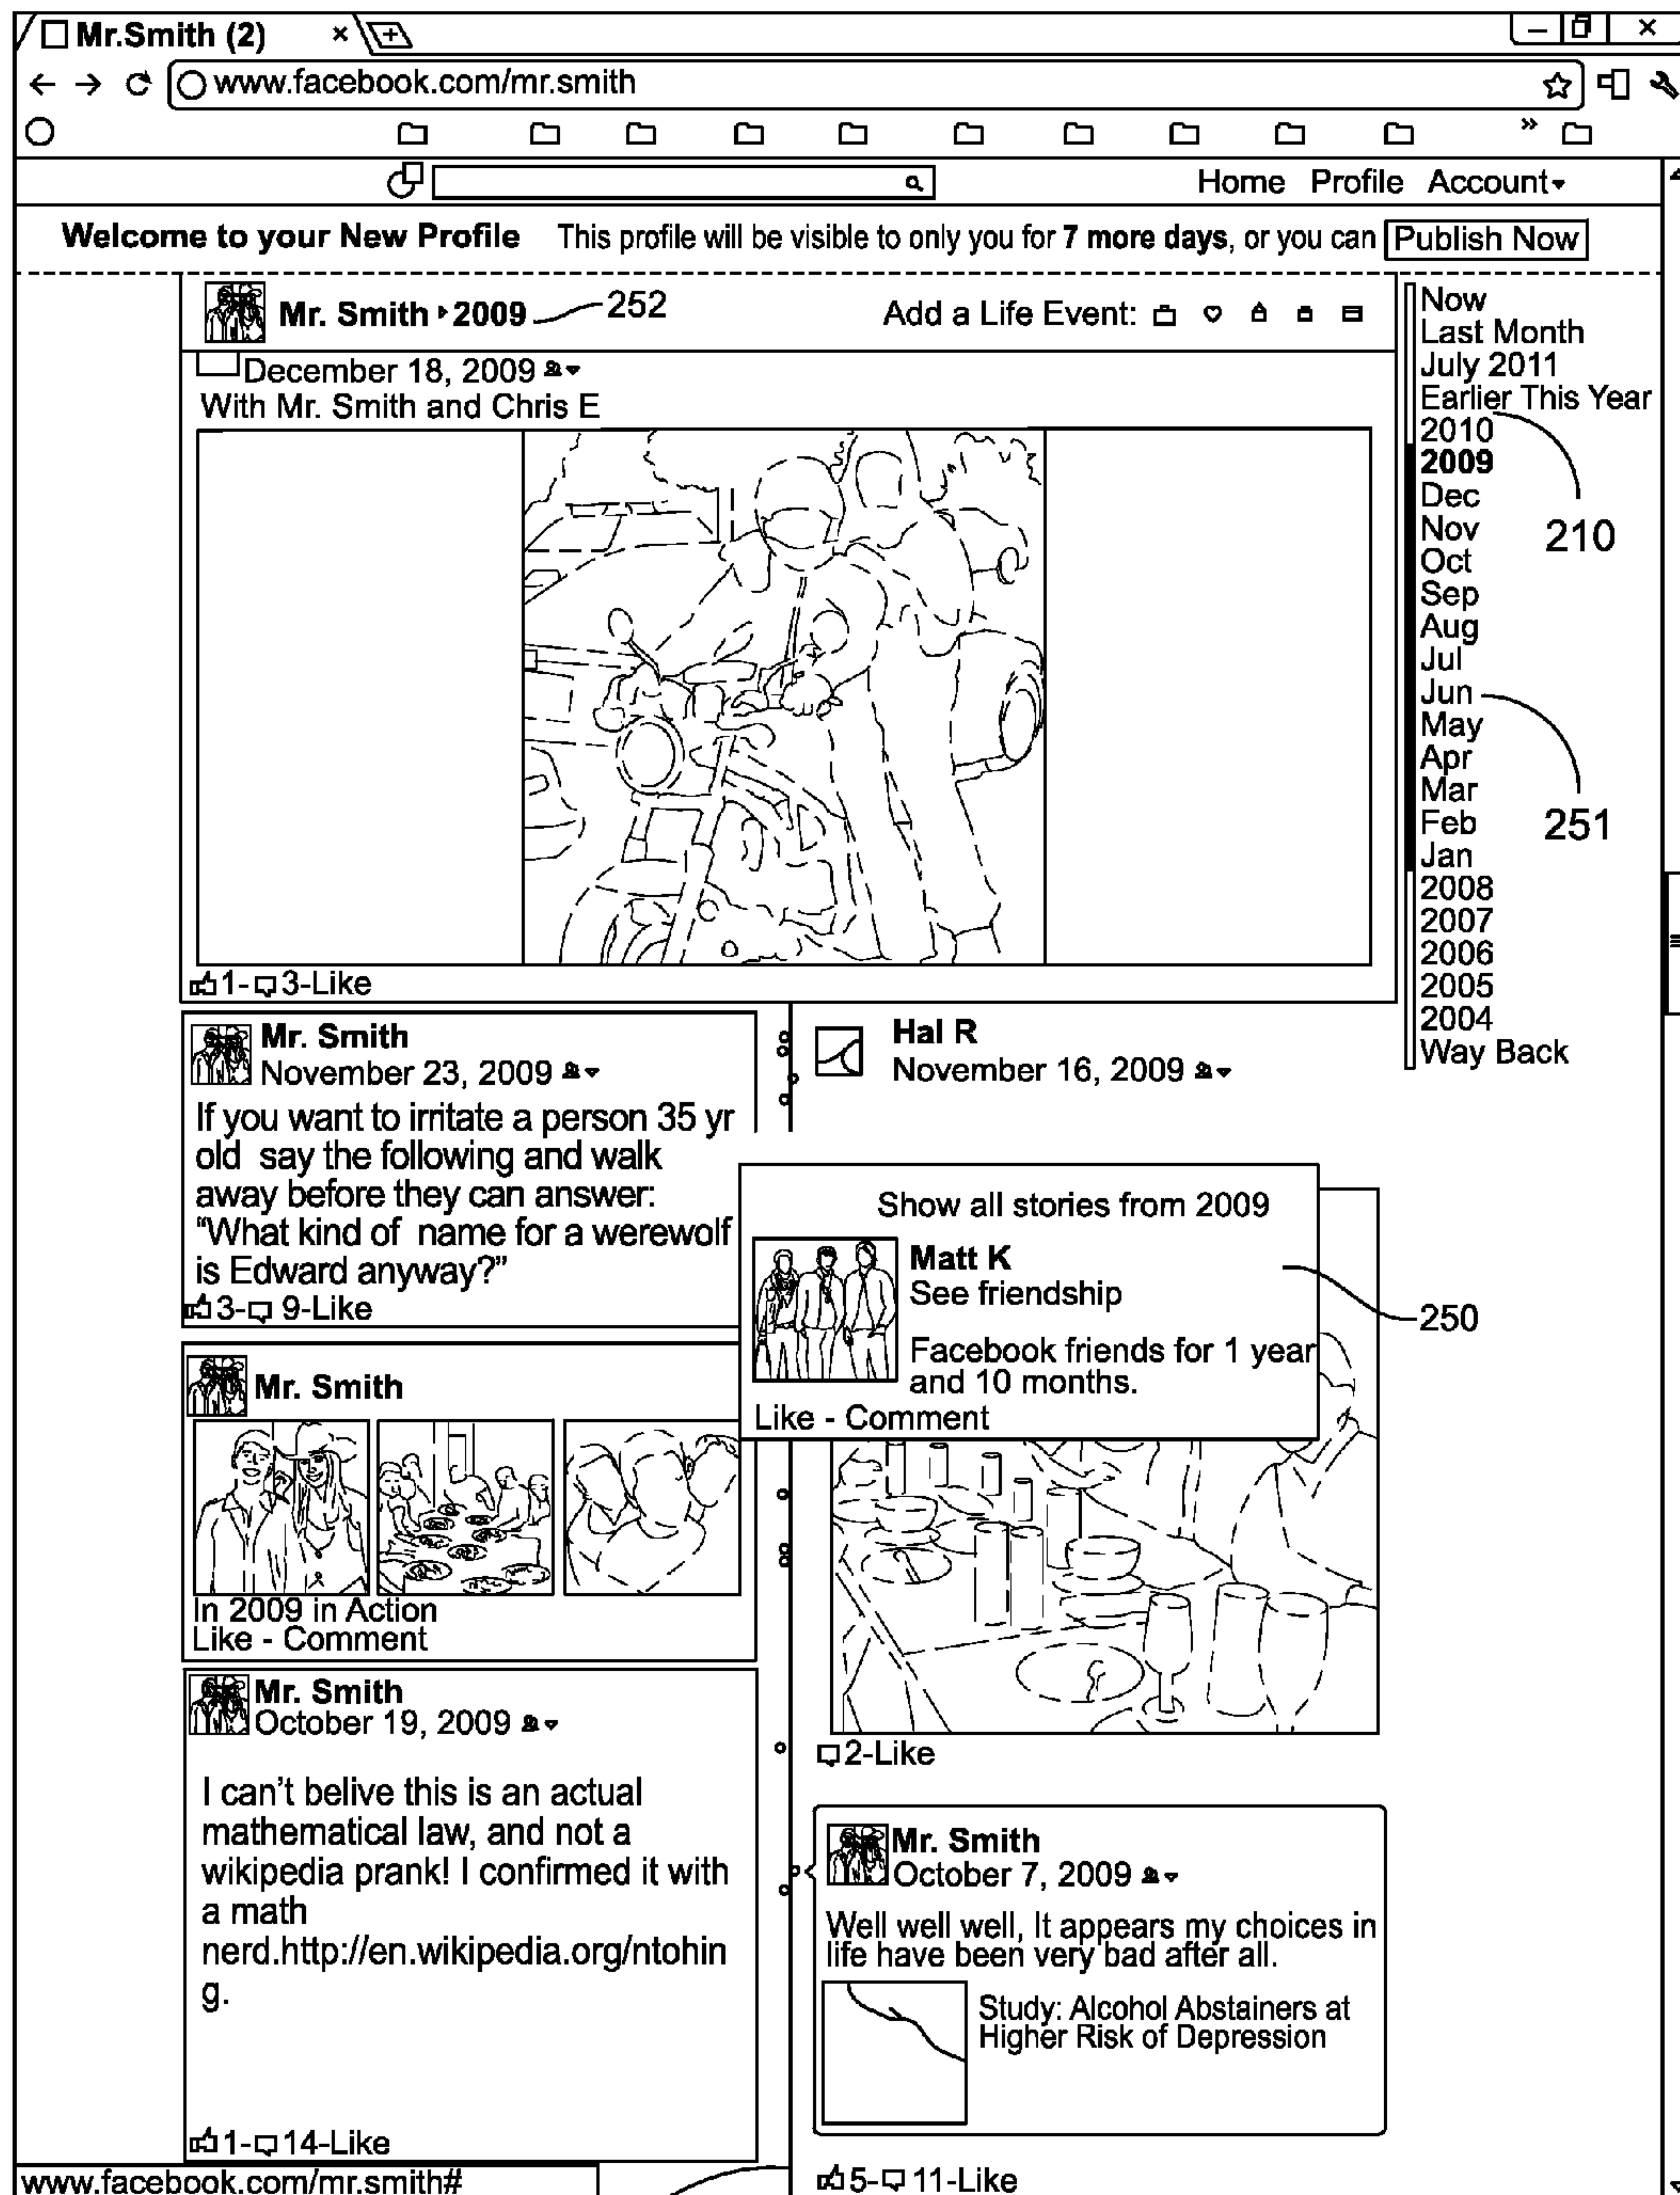 Mr.Smith (2)
www.facebook.com/mr.smith
Home Profile Account
Welcome to your New Profile This profile will be visible to only you for 7 more days, or you can Publish Now
Mr. Smith 2009 252 Add a Life Event:
December 18, 2009
With Mr. Smith and Chris E
1- 3-Like
Now
Last Month
July 2011
Earlier This Year
2010
2009
Dec
Nov
210
Oct
Sep
Aug
Jul
Jun
May
Apr
Mar
Feb
251
Jan
2008
2007
2006
2005
2004
Way Back
Mr. Smith
November 23, 2009
If you want to irritate a person 35 yr
old say the following and walk
away before they can answer:
“What kind of name for a werewolf
is Edward anyway?”
3- 9-Like
Hal R
November 16, 2009
Show all stories from 2009
Matt K
See friendship
Facebook friends for 1 year
and 10 months.
Like - Comment
250
Mr. Smith
In 2009 in Action
Like - Comment
2-Like
Mr. Smith
October 19, 2009
I can’t belive this is an actual
mathematical law, and not a
wikipedia prank! I confirmed it with
a math
nerd.http://en.wikipedia.org/ntohin
g.
1- 14-Like
Mr. Smith
October 7, 2009
Well well well, It appears my choices in
life have been very bad after all.
Study: Alcohol Abstainers at
Higher Risk of Depression
5- 11-Like
www.facebook.com/mr.smith#